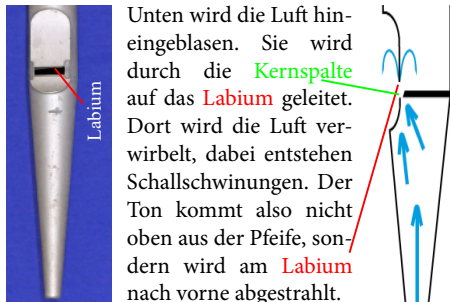 Labium
Unten wird die Luft hin-
eingeblasen. Sie wird
durch die Kernspalte
auf das Labium geleitet.
Dort wird die Luft ver-
wirbelt, dabei entstehen
Schallschwinungen. Der
Ton kommt also nicht
oben aus der Pfeife, son-
dern wird am Labium
nach vorne abgestrahlt.